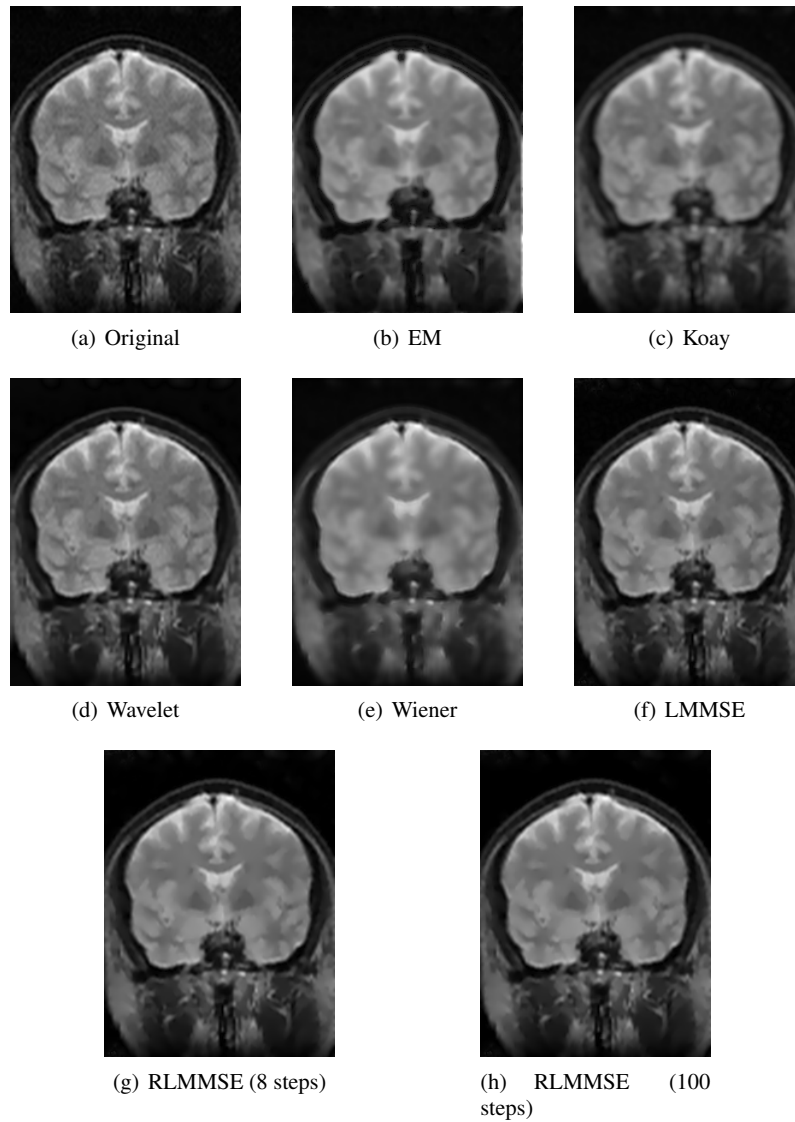 (a) Original
(b) EM
(c) Koay
(d) Wavelet
(e) Wiener
(f) LMMSE
(g) RLMMSE (8 steps)
(h) RLMMSE (100
steps)